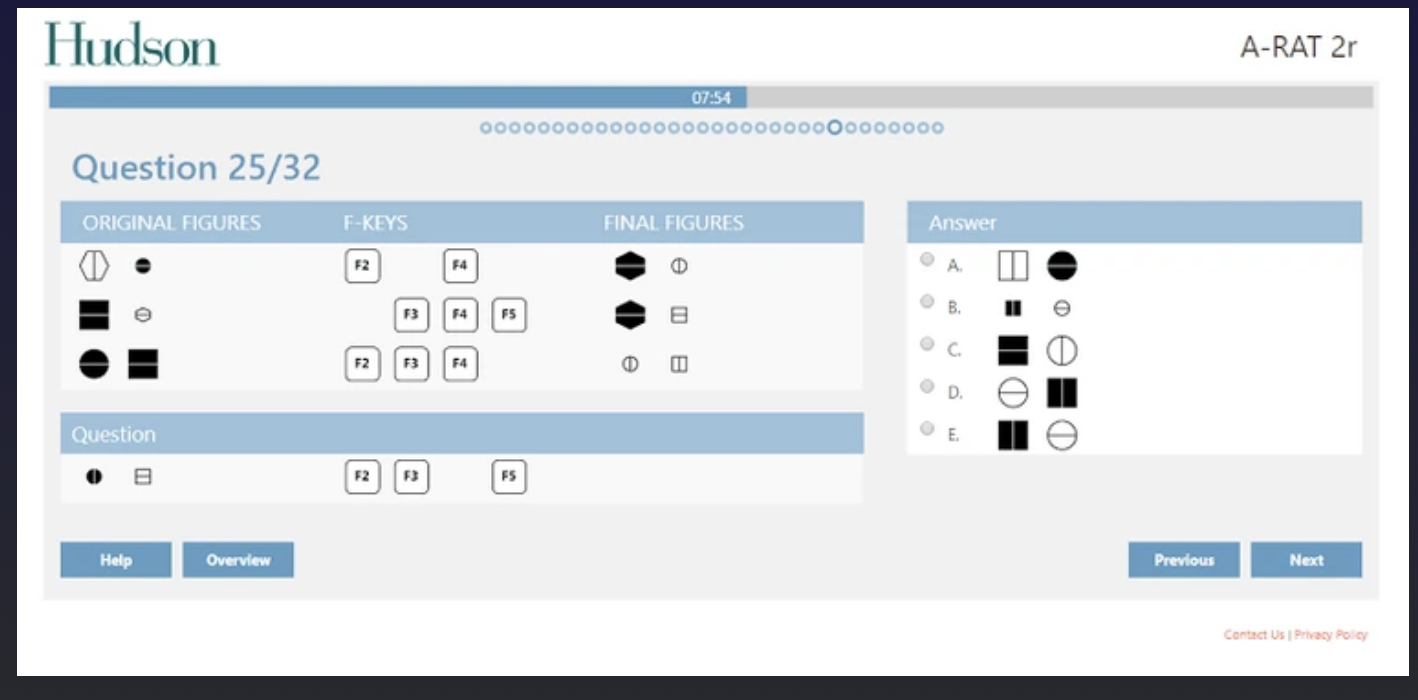 Hudson
A-RAT 2r
07:54
Question 25/32
ORIGINAL FIGURES F-KEYS FINAL FIGURES
F2 F4
F3 F4 F5
F2 F3 F4
Question
F2 F3 F5
Answer
A.
B.
C.
D.
E.
Help Overview Previous Next
Contact Us | Privacy Policy